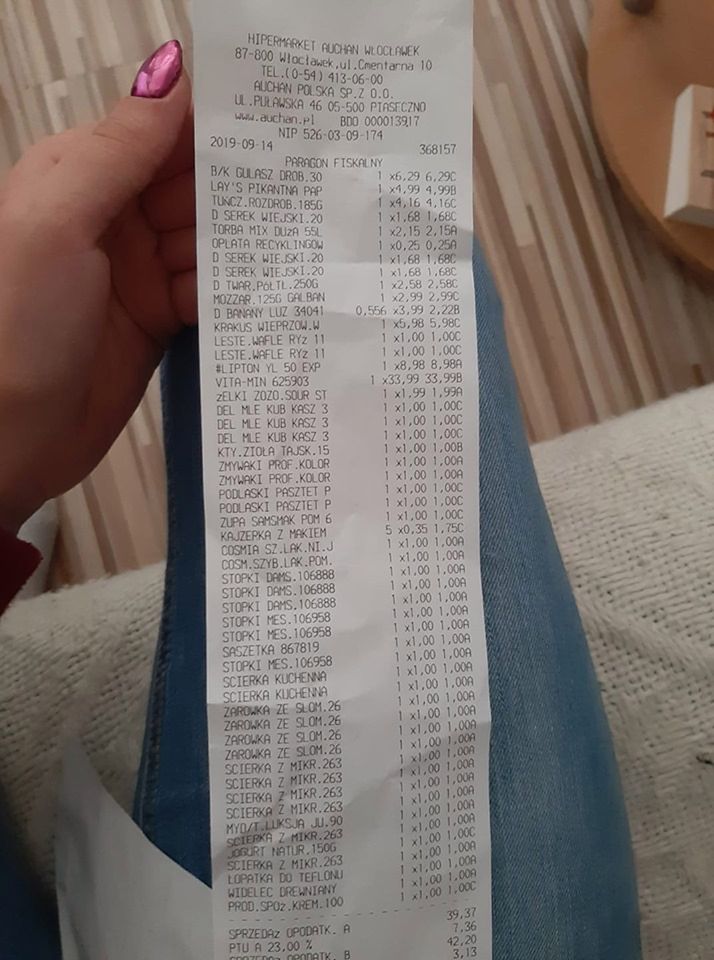 HIPERMARKET AUCHAN WŁOCŁAWEK
87-800 Włocławek,ul.Cmentarna 10
TEL.(0-54) 413-06-00
AUCHAN POLSKA SP.Z O.O.
UL.PUŁAWSKA 46 05-500 PIASECZNO
www.auchan.pl BDO 000013917
NIP 526-03-09-174
2019-09-14 368157
PARAGON FISKALNY
B/K GULASZ DROB.30 1 x6,29 6,29C
LAY'S PIKANTNA PAP 1 x4,99 4,99B
TUŃCZ.ROZDROB.185G 1 x4,16 4,16C
D SEREK WIEJSKI.20 1 x1,68 1,68C
TORBA MIX DUżA 55L 1 x2,15 2,15A
OPŁATA RECYKLINGOW 1 x0,25 0,25A
D SEREK WIEJSKI.20 1 x1,68 1,68C
D SEREK WIEJSKI.20 1 x1,68 1,68C
D TWAR.PółTŁ.250G 1 x2,58 2,58C
MOZZAR.125G GALBAN 1 x2,99 2,99C
D BANANY LUZ 34041 0,556 x3,99 2,22B
KRAKUS WIEPRZOW.W 1 x5,98 5,98C
LESTE.WAFLE RYż 11 1 x1,00 1,00C
LESTE.WAFLE RYż 11 1 x1,00 1,00C
#LIPTON YL 50 EXP 1 x8,98 8,98A
VITA-MIN 625903 1 x33,99 33,99B
żELKI ZOZO.SOUR ST 1 x1,99 1,99A
DEL MLE KUB KASZ 3 1 x1,00 1,00C
DEL MLE KUB KASZ 3 1 x1,00 1,00C
DEL MLE KUB KASZ 3 1 x1,00 1,00C
KTY.ZIOŁA TAJSK.15 1 x1,00 1,00B
ZMYWAKI PROF.KOLOR 1 x1,00 1,00A
ZMYWAKI PROF.KOLOR 1 x1,00 1,00A
PODLASKI PASZTET P 1 x1,00 1,00C
PODLASKI PASZTET P 1 x1,00 1,00C
ZUPA SAMSMAK POM 6 1 x1,00 1,00C
KAJZERKA Z MAKIEM 5 x0,35 1,75C
COSMIA SZ.LAK.NI.J 1 x1,00 1,00A
COSM.SZYB.LAK.POM. 1 x1,00 1,00A
STOPKI DAMS.106888 1 x1,00 1,00A
STOPKI DAMS.106888 1 x1,00 1,00A
STOPKI DAMS.106888 1 x1,00 1,00A
STOPKI MES.106958 1 x1,00 1,00A
STOPKI MES.106958 1 x1,00 1,00A
SASZETKA 867819 1 x1,00 1,00A
STOPKI MES.106958 1 x1,00 1,00A
SCIERKA KUCHENNA 1 x1,00 1,00A
SCIERKA KUCHENNA 1 x1,00 1,00A
ŻARÓWKA ZE SŁOM.26 1 x1,00 1,00A
ŻARÓWKA ZE SŁOM.26 1 x1,00 1,00A
ŻARÓWKA ZE SŁOM.26 1 x1,00 1,00A
ŻARÓWKA ZE SŁOM.26 1 x1,00 1,00A
SCIERKA Z MIKR.263 1 x1,00 1,00A
SCIERKA Z MIKR.263 1 x1,00 1,00A
SCIERKA Z MIKR.263 1 x1,00 1,00A
SCIERKA Z MIKR.263 1 x1,00 1,00A
MYD/T.LUKSJA JU.90 1 x1,00 1,00A
SCIERKA Z MIKR.263 1 x1,00 1,00A
JOGURT NATUR.150G 1 x1,00 1,00C
SCIERKA Z MIKR.263 1 x1,00 1,00A
ŁOPATKA DO TEFLONU 1 x1,00 1,00A
WIDELEC DREWNIANY 1 x1,00 1,00A
PROD.SPOż.KREM.100 1 x1,00 1,00C
SPRZEDAż OPODATK. A 39,37
PTU A 23,00 % 7,36
SPRZEDAż OPODATK. B 42,20
3,13